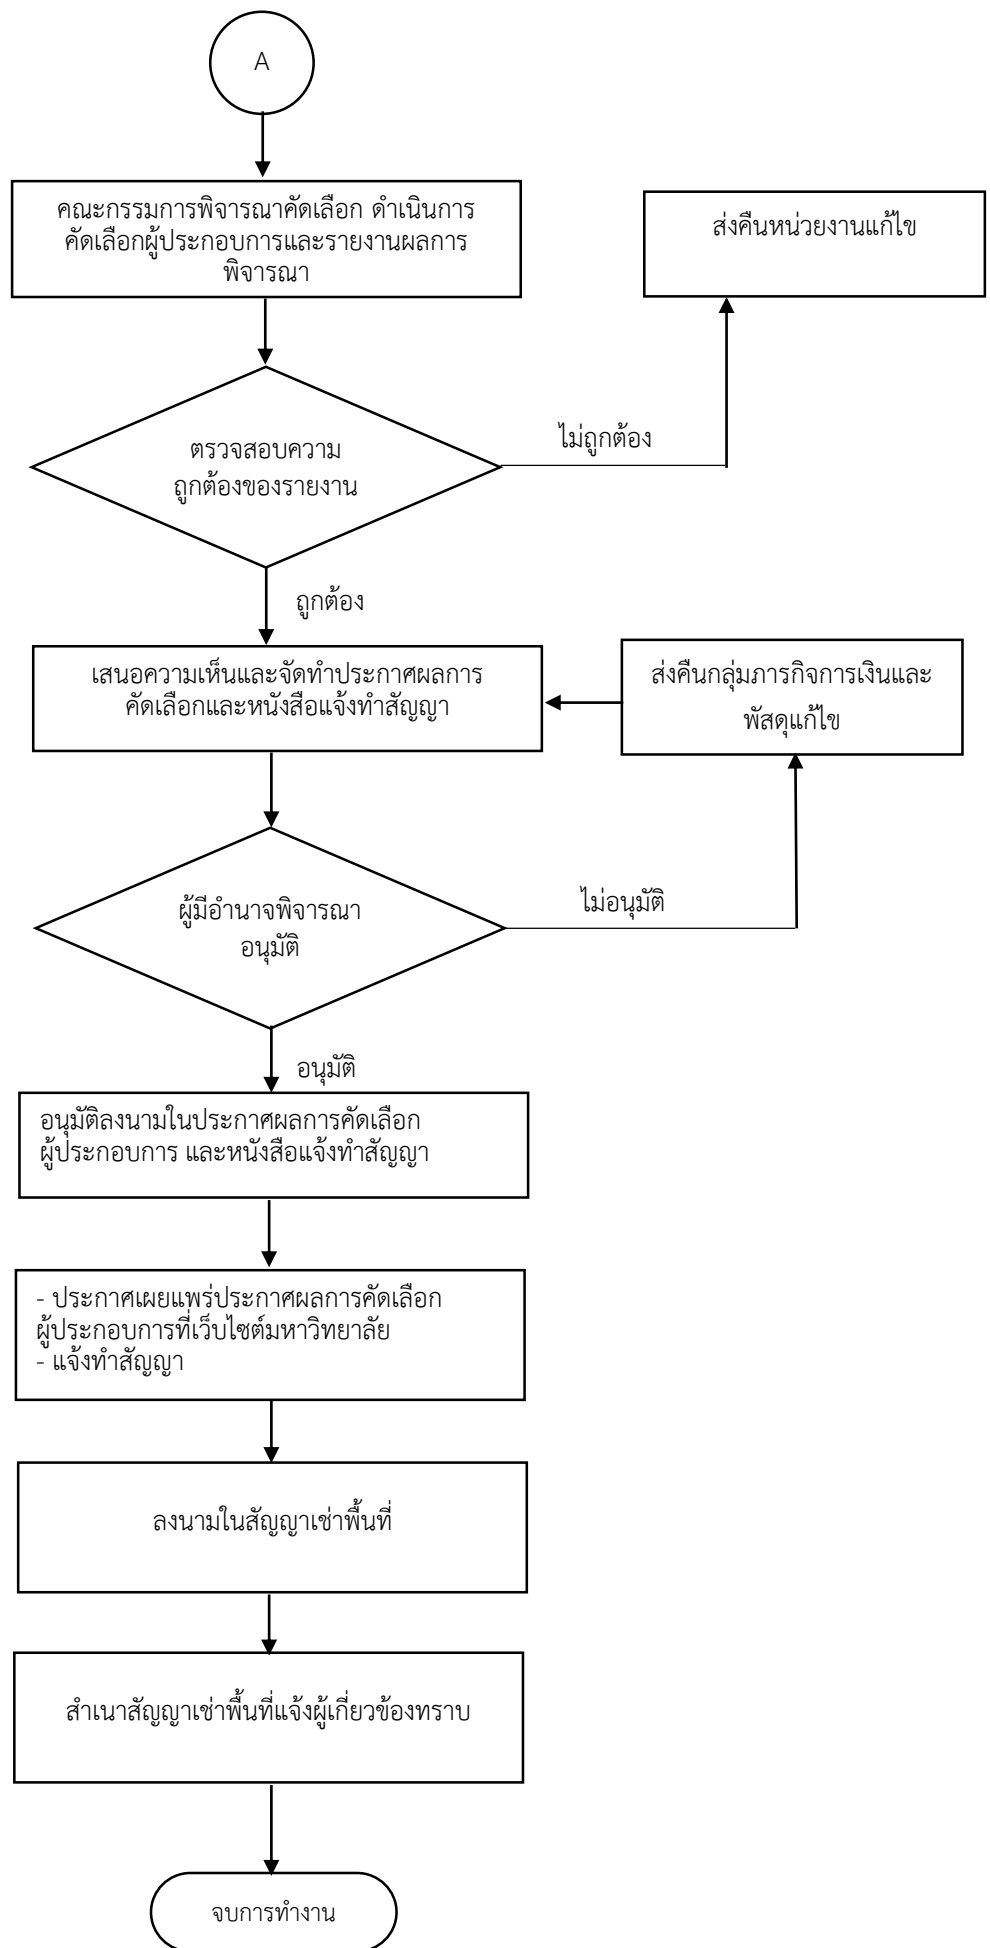 A
คณะกรรมการพิจารณาคัดเลือก ดำเนินการ
คัดเลือกผู้ประกอบการและรายงานผลการ
พิจารณา
ส่งคืนหน่วยงานแก้ไข
ตรวจสอบความ
ถูกต้องของรายงาน
ไม่ถูกต้อง
ถูกต้อง
เสนอความเห็นและจัดทำประกาศผลการ
คัดเลือกและหนังสือแจ้งทำสัญญา
ส่งคืนกลุ่มภารกิจการเงินและ
พัสดุแก้ไข
ผู้มีอำนาจพิจารณา
อนุมัติ
ไม่อนุมัติ
อนุมัติ
อนุมัติลงนามในประกาศผลการคัดเลือก
ผู้ประกอบการ และหนังสือแจ้งทำสัญญา
- ประกาศเผยแพร่ประกาศผลการคัดเลือก
ผู้ประกอบการที่เว็บไซต์มหาวิทยาลัย
- แจ้งทำสัญญา
ลงนามในสัญญาเช่าพื้นที่
สำเนาสัญญาเช่าพื้นที่แจ้งผู้เกี่ยวข้องทราบ
จบการทำงาน